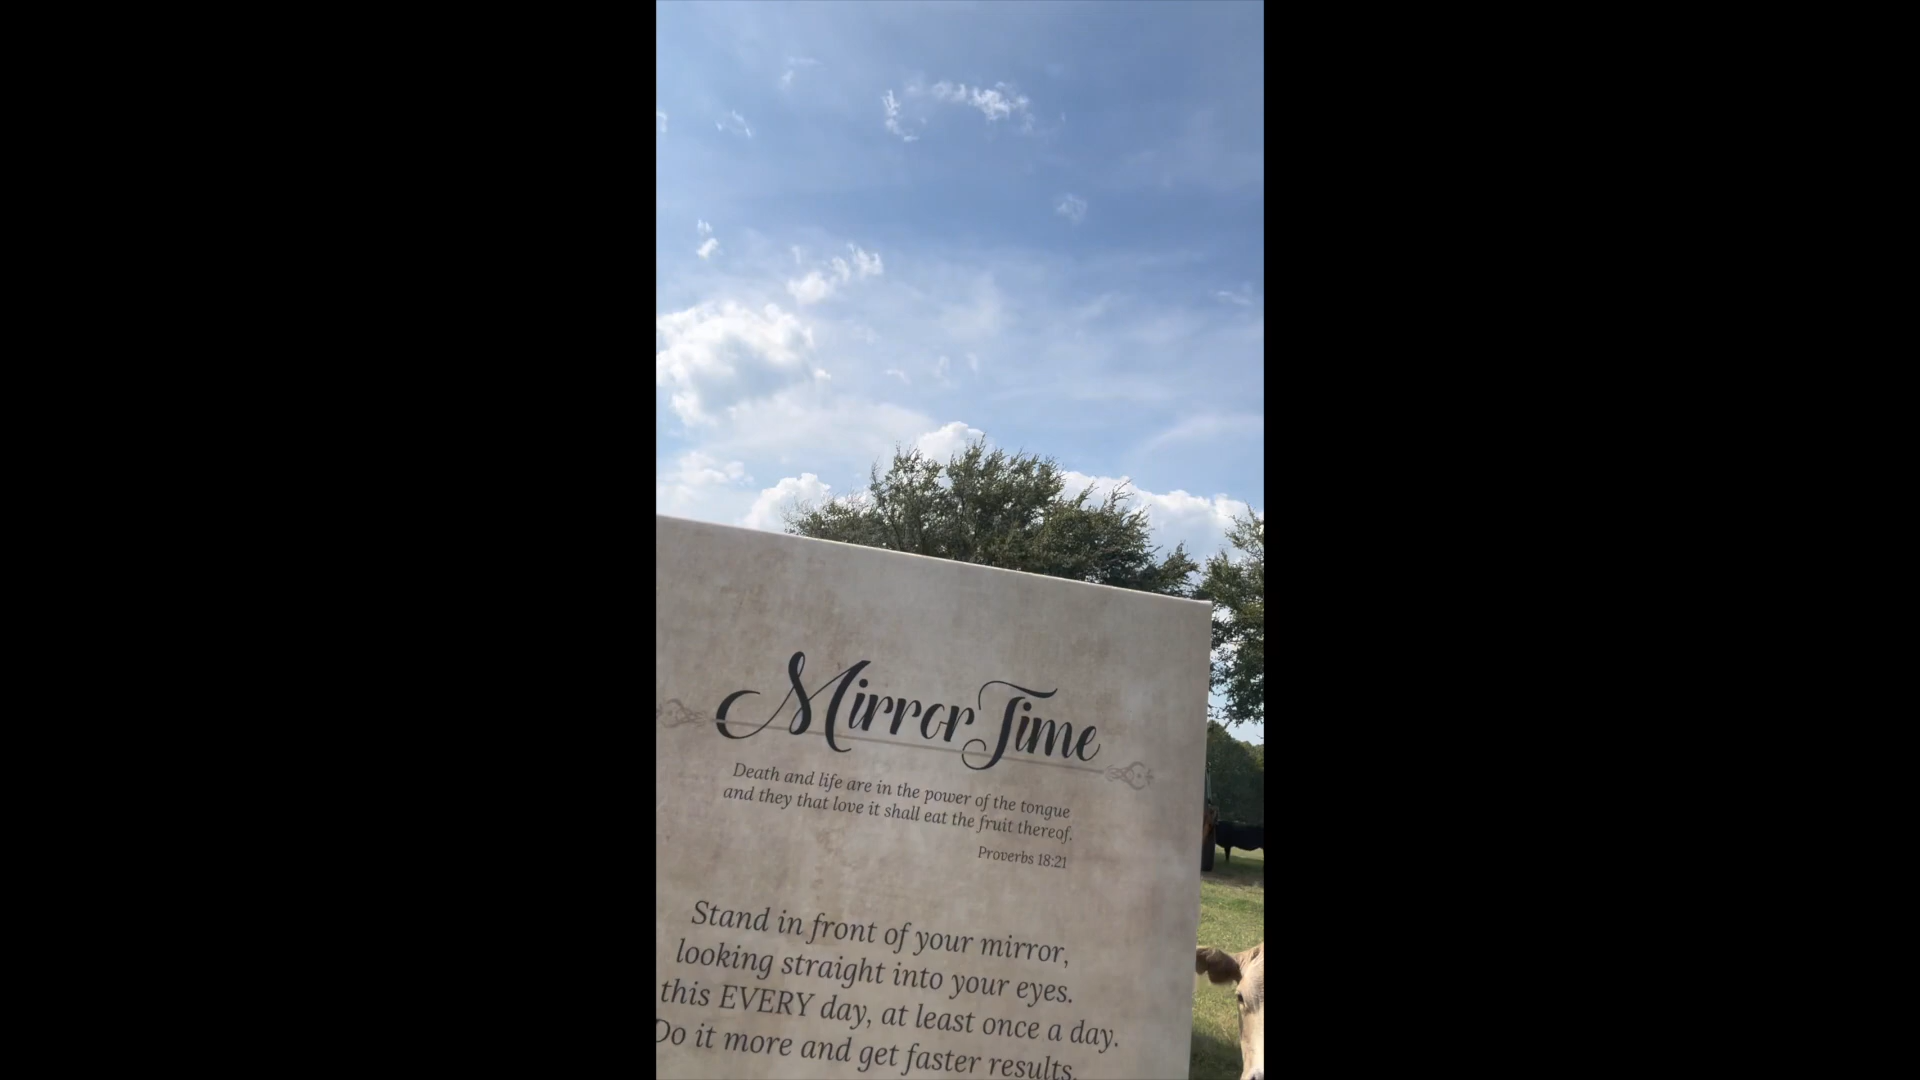 Mirror Time
Death and life are in the power of the tongue
and they that love it shall eat the fruit thereof.
Proverbs 18:21
Stand in front of your mirror,
looking straight into your eyes.
this EVERY day, at least once a day.
Do it more and get faster results.